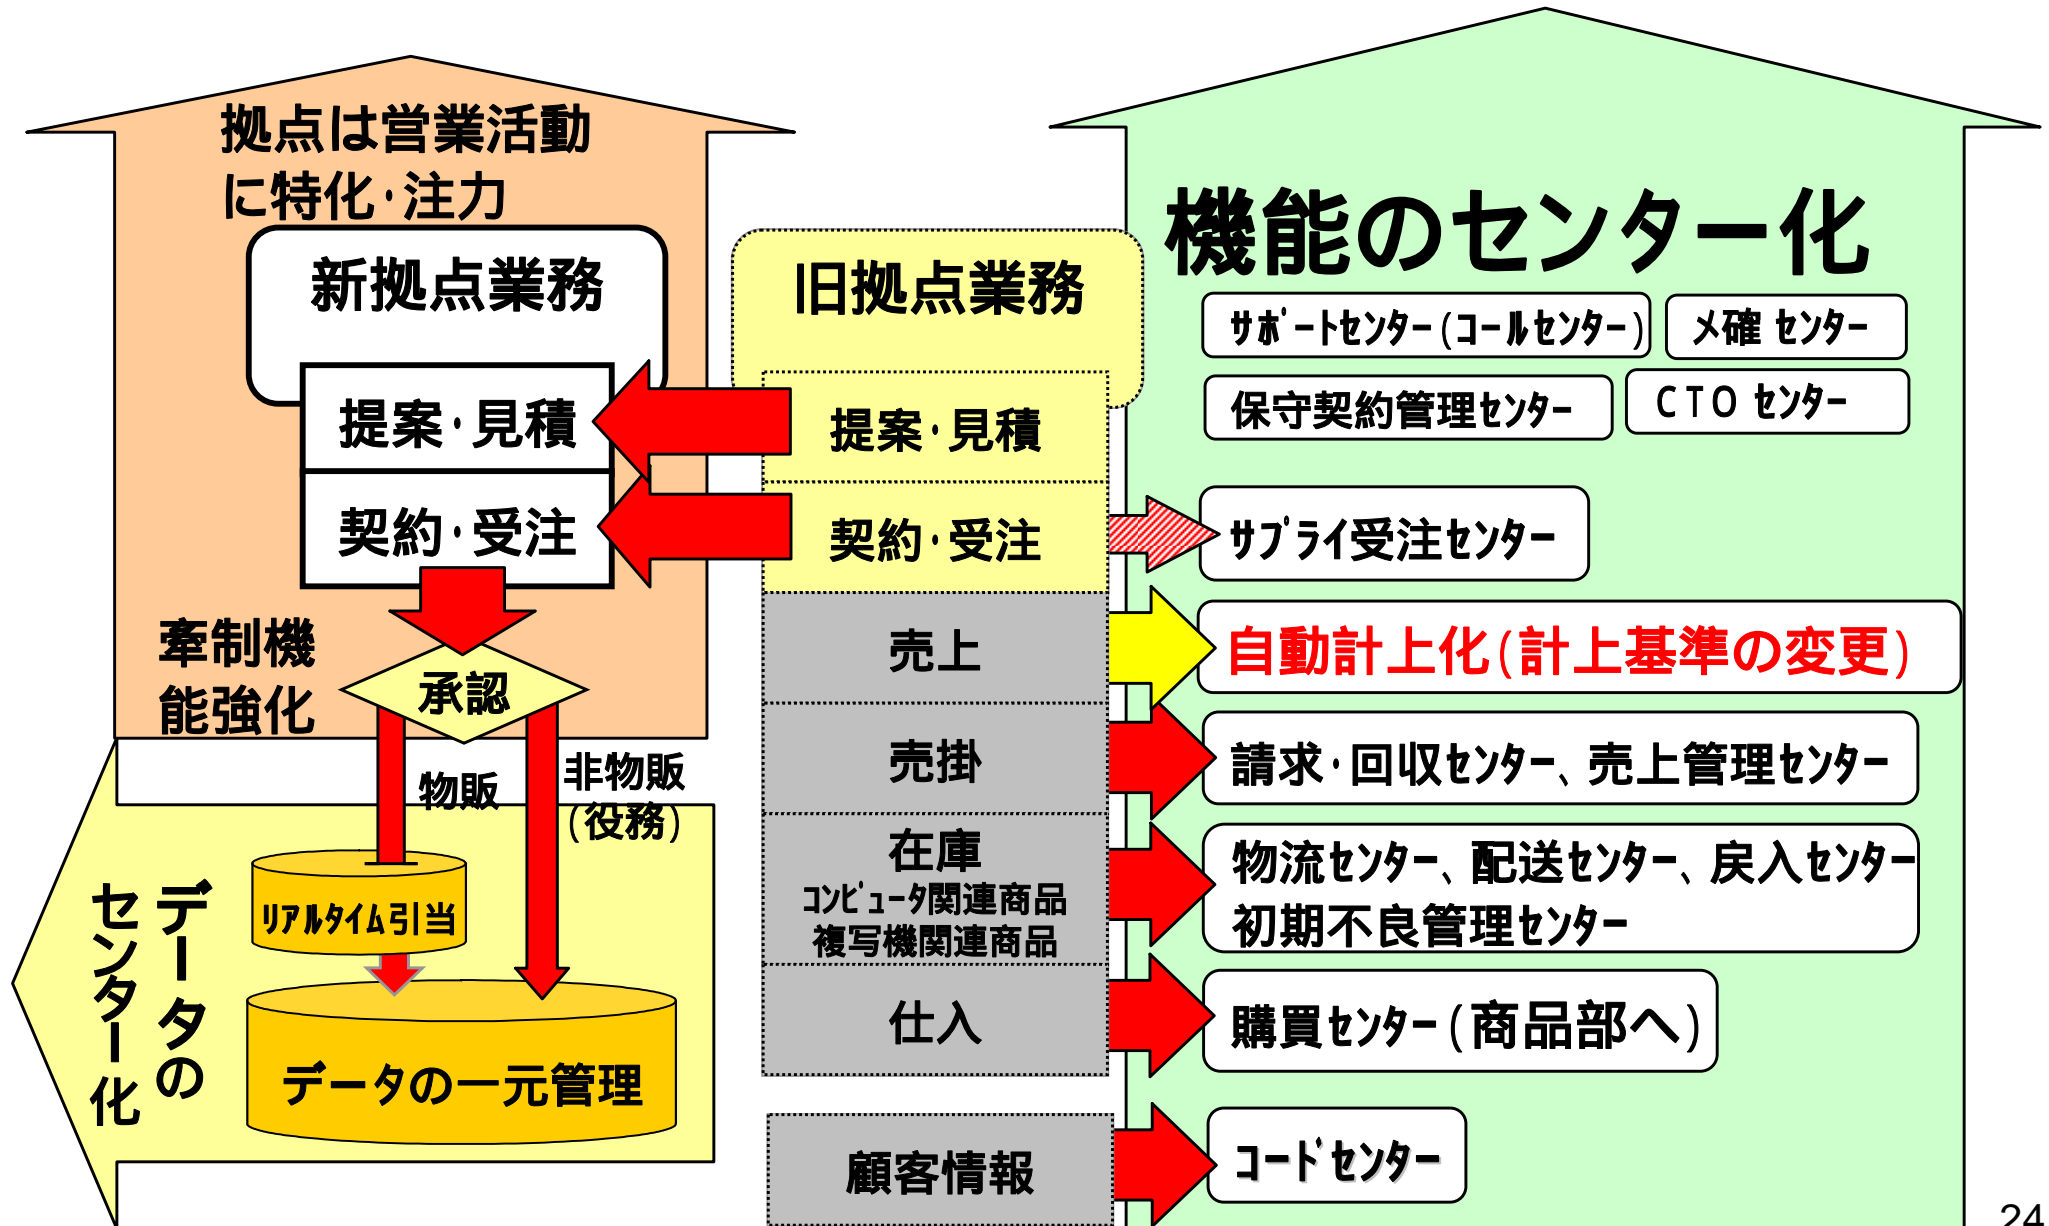 拠点は営業活動
に特化･注力
新拠点業務
提案･見積
契約･受注
牽制機
能強化
承認
物販
非物販
(役務)
データの
センター化
ﾘｱﾙﾀｲﾑ引当
データの一元管理
旧拠点業務
提案･見積
契約･受注
売上
売掛
在庫
ｺﾝﾋﾟｭｰﾀ関連商品
複写機関連商品
仕入
顧客情報
機能のセンター化
ｻﾎﾟｰﾄｾﾝﾀｰ(ｺｰﾙｾﾝﾀｰ)
メ確 ｾﾝﾀｰ
保守契約管理ｾﾝﾀｰ
CTO ｾﾝﾀｰ
ｻﾌﾟﾗｲ受注ｾﾝﾀｰ
自動計上化(計上基準の変更)
請求･回収ｾﾝﾀｰ、売上管理ｾﾝﾀｰ
物流ｾﾝﾀｰ、配送ｾﾝﾀｰ、戻入ｾﾝﾀｰ
初期不良管理ｾﾝﾀｰ
購買ｾﾝﾀｰ(商品部へ)
ｺｰﾄﾞｾﾝﾀｰ
24